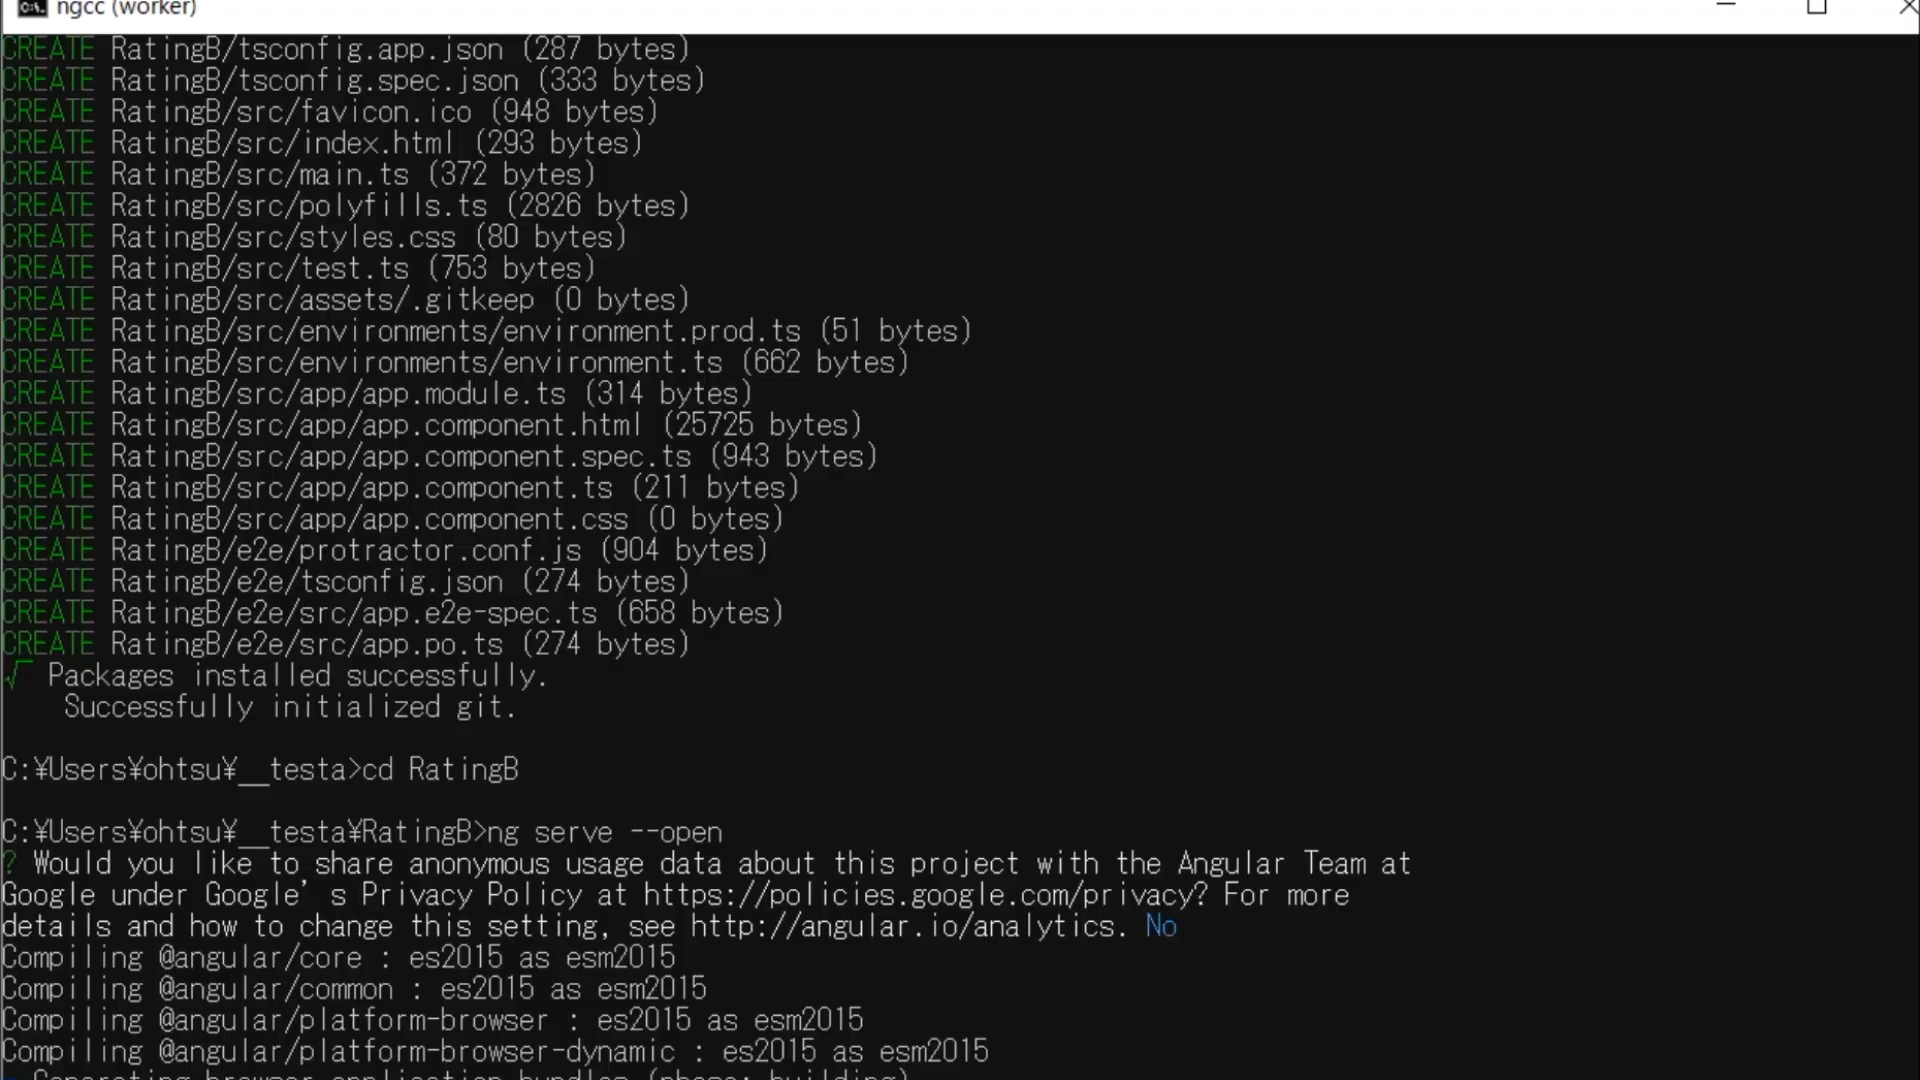 ngcc (worker)
CREATE RatingB/tsconfig.app.json (287 bytes)
CREATE RatingB/tsconfig.spec.json (333 bytes)
CREATE RatingB/src/favicon.ico (948 bytes)
CREATE RatingB/src/index.html (293 bytes)
CREATE RatingB/src/main.ts (372 bytes)
CREATE RatingB/src/polyfills.ts (2826 bytes)
CREATE RatingB/src/styles.css (80 bytes)
CREATE RatingB/src/test.ts (753 bytes)
CREATE RatingB/src/assets/.gitkeep (0 bytes)
CREATE RatingB/src/environments/environment.prod.ts (51 bytes)
CREATE RatingB/src/environments/environment.ts (662 bytes)
CREATE RatingB/src/app/app.module.ts (314 bytes)
CREATE RatingB/src/app/app.component.html (25725 bytes)
CREATE RatingB/src/app/app.component.spec.ts (943 bytes)
CREATE RatingB/src/app/app.component.ts (211 bytes)
CREATE RatingB/src/app/app.component.css (0 bytes)
CREATE RatingB/e2e/protractor.conf.js (904 bytes)
CREATE RatingB/e2e/tsconfig.json (274 bytes)
CREATE RatingB/e2e/src/app.e2e-spec.ts (658 bytes)
CREATE RatingB/e2e/src/app.po.ts (274 bytes)
√ Packages installed successfully.
Successfully initialized git.
C:¥Users¥ohtsu¥__testa>cd RatingB
C:¥Users¥ohtsu¥__testa¥RatingB>ng serve --open
? Would you like to share anonymous usage data about this project with the Angular Team at
Google under Google’s Privacy Policy at https://policies.google.com/privacy? For more
details and how to change this setting, see http://angular.io/analytics. No
Compiling @angular/core : es2015 as esm2015
Compiling @angular/common : es2015 as esm2015
Compiling @angular/platform-browser : es2015 as esm2015
Compiling @angular/platform-browser-dynamic : es2015 as esm2015
Generating browser application bundles (phase: building)